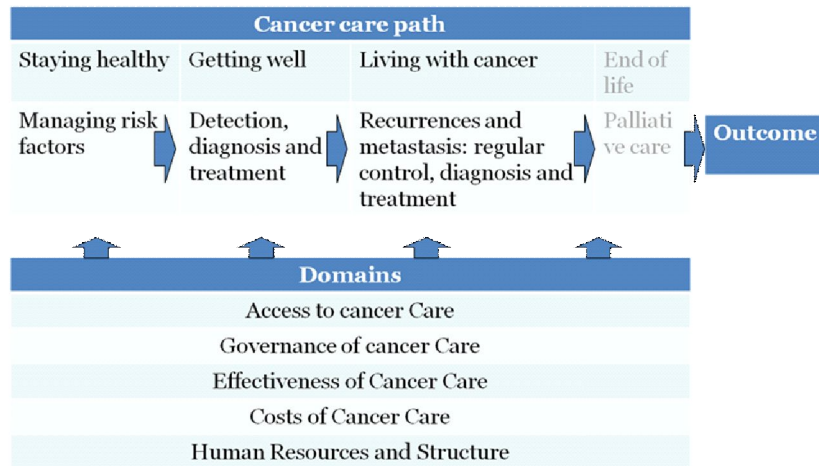 Cancer care path
Staying healthy
Getting well
Living with cancer
End of
life
Managing risk
factors
Detection,
diagnosis and
treatment
Recurrences and
metastasis: regular
control, diagnosis and
treatment
Palliati
ve care
Outcome
Domains
Access to cancer Care
Governance of cancer Care
Effectiveness of Cancer Care
Costs of Cancer Care
Human Resources and Structure